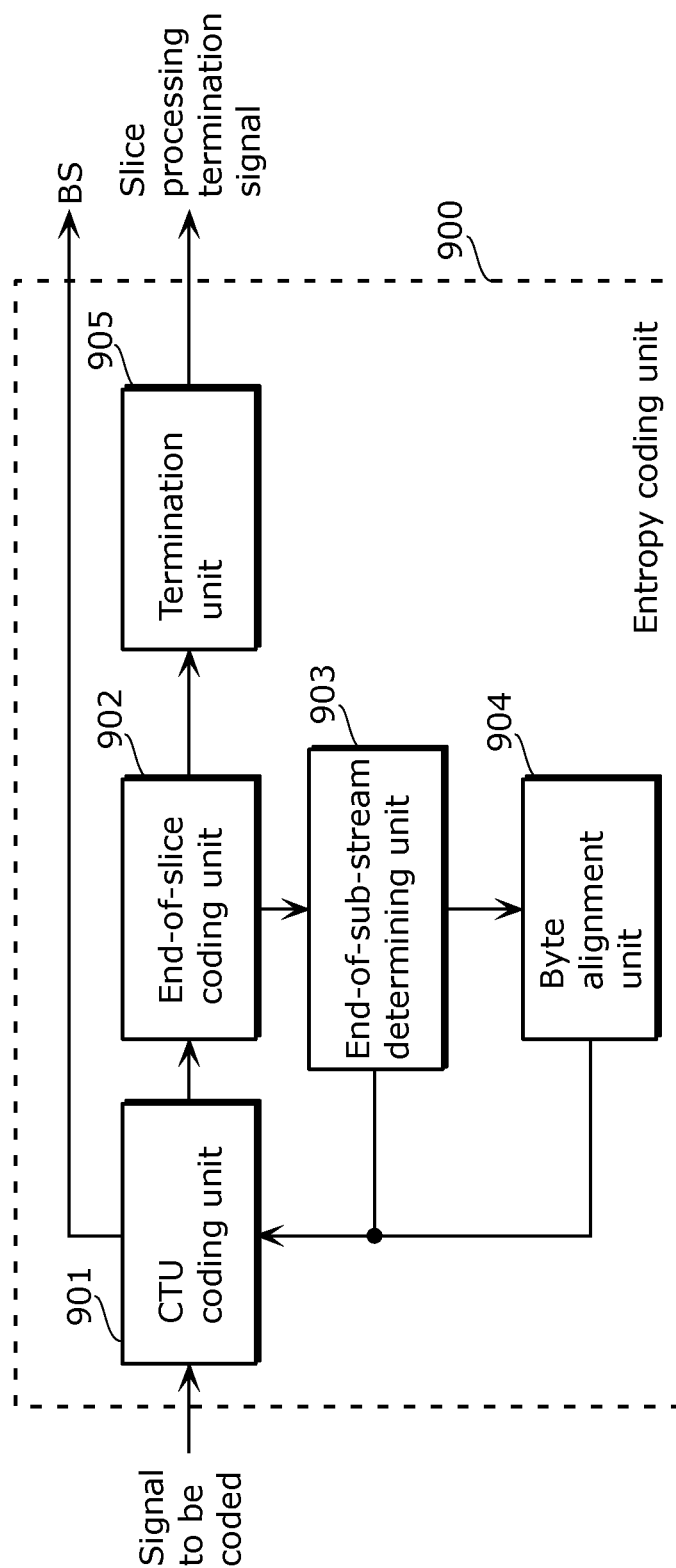 Signal
to be
coded
901
CTU
coding unit
902
End-of-slice
coding unit
905
Termination
unit
BS
Slice
processing
termination
signal
903
End-of-sub-stream
determining unit
904
Byte
alignment
unit
900
Entropy coding unit